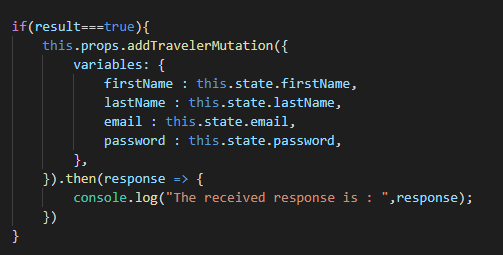 if(result===true){
    this.props.addTravelerMutation({
        variables: {
            firstName : this.state.firstName,
            lastName : this.state.lastName,
            email : this.state.email,
            password : this.state.password,
        },
    }).then(response => {
        console.log("The received response is : ",response);
    })
}